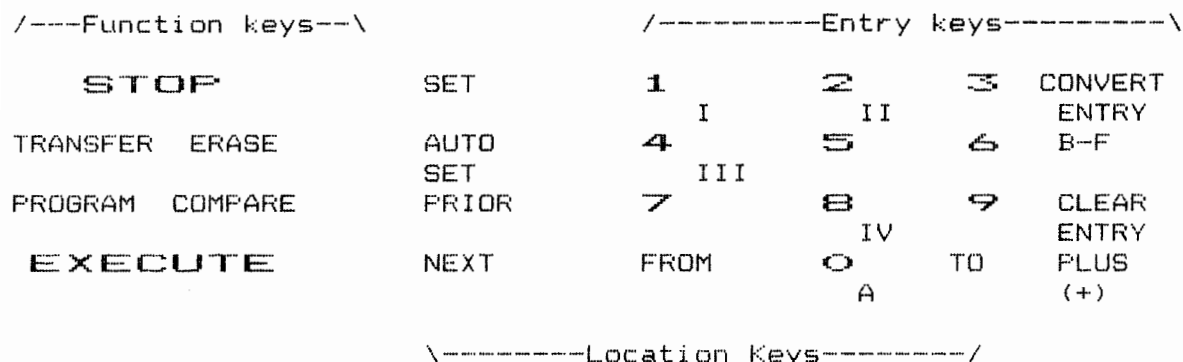 /---Function keys--\ /---------Entry keys---------\
STOP SET 1 2 3 CONVERT
I II ENTRY
TRANSFER ERASE AUTO 4 5 6 B-F
SET III
PROGRAM COMPARE PRIOR 7 8 9 CLEAR
IV ENTRY
EXECUTE NEXT FROM 0 TO PLUS
A (+)
\---------Location Keys--------/